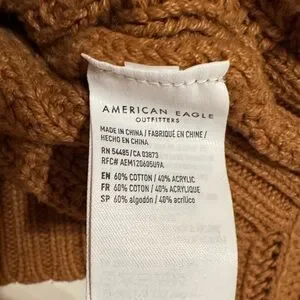 AMERICAN EAGLE
OUTFITTERS
MADE IN CHINA / FABRIQUÉ EN CHINE /
HECHO EN CHINA
RN 54485 / CA 03873
RFC# AEM120605U9A
EN 60% COTTON / 40% ACRYLIC
FR 60% COTON / 40% ACRYLIQUE
SP 60% algodón / 40% acrílico